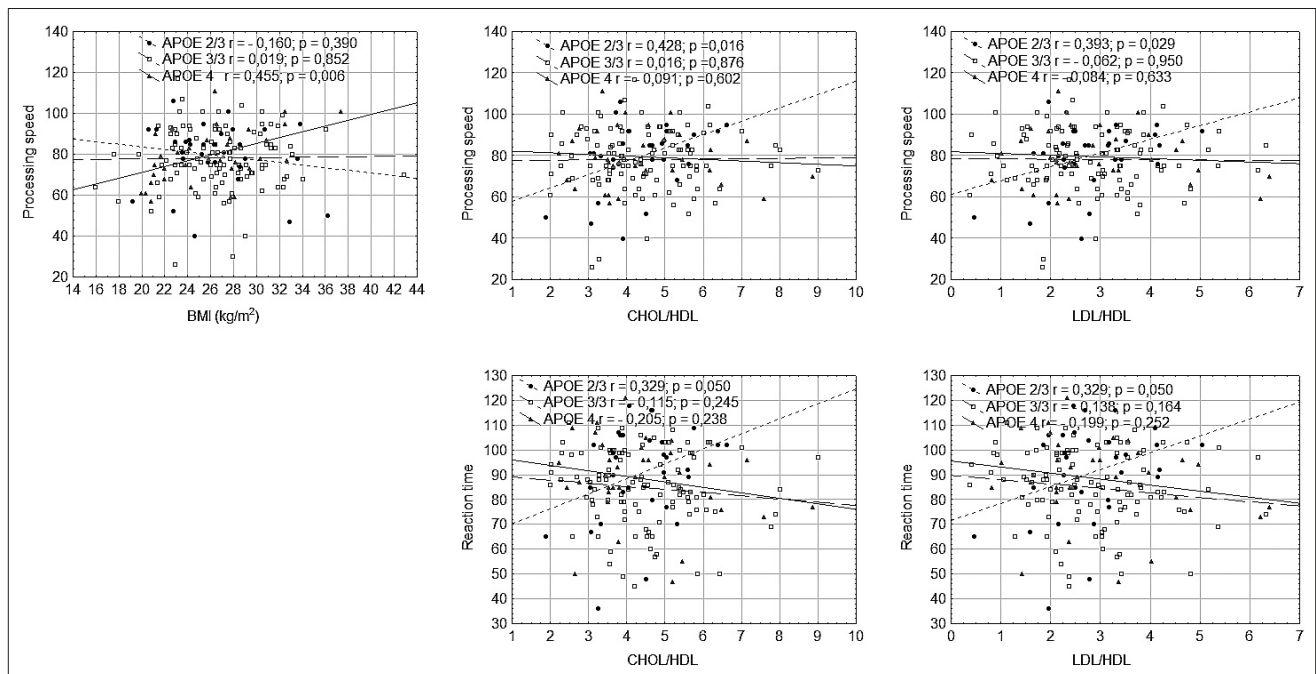 APOE 2/3 r = - 0,160; p = 0,390
APOE 3/3 r = 0,019; p = 0,852
APOE 4 r = 0,455; p = 0,006
Processing speed
140
120
100
80
60
40
20
14 16 18 20 22 24 26 28 30 32 34 36 38 40 42 44
BMI (kg/m²)
APOE 2/3 r = 0,428; p =0,016
APOE 3/3 r = 0,016; p = 0,876
APOE 4 r = - 0,091; p = 0,602
Processing speed
140
120
100
80
60
40
20
1 2 3 4 5 6 7 8 9 10
CHOL/HDL
APOE 2/3 r = 0,393; p = 0,029
APOE 3/3 r = - 0,062; p = 0,950
APOE 4 r = - 0,084; p = 0,633
Processing speed
140
120
100
80
60
40
20
0 1 2 3 4 5 6 7
LDL/HDL
APOE 2/3 r = 0,329; p = 0,050
APOE 3/3 r = - 0,115; p = 0,245
APOE 4 r = - 0,205; p = 0,238
Reaction time
130
120
110
100
90
80
70
60
50
40
30
1 2 3 4 5 6 7 8 9 10
CHOL/HDL
APOE 2/3 r = 0,329; p = 0,050
APOE 3/3 r = - 0,138; p = 0,164
APOE 4 r = - 0,199; p = 0,252
Reaction time
130
120
110
100
90
80
70
60
50
40
30
0 1 2 3 4 5 6 7
LDL/HDL